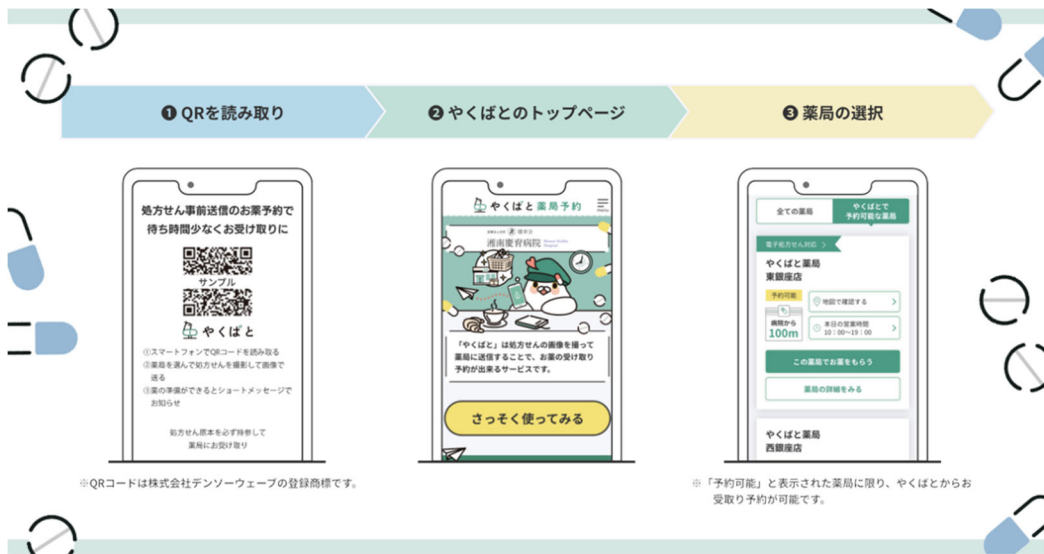 ❶ QRを読み取り
❷ やくばとのトップページ
❸ 薬局の選択
処方せん事前送信のお薬予約で
待ち時間少なくお受け取りに
サンプル
やくばと
①スマートフォンでQRコードを読み取る
②薬局を選んで処方せんを撮影して画像で
送る
③薬の準備ができるとショートメッセージで
お知らせ
処方せん原本を必ず持参して
薬局にお受け取り
※QRコードは株式会社デンソーウェーブの登録商標です。
やくばと 薬局予約
湘南慶育病院
「やくばと」は処方せんの画像を撮って
薬局に送信することで、お薬の受け取り
予約が出来るサービスです。
さっそく使ってみる
全ての薬局
やくばとで
予約可能な薬局
電子処方せん対応 >
やくばと薬局
東銀座店
予約可能
病院から
100m
地図で確認する
本日の営業時間
10:00〜19:00
この薬局でお薬をもらう
薬局の詳細をみる
やくばと薬局
西銀座店
※「予約可能」と表示された薬局に限り、やくばとからお
受取り予約が可能です。